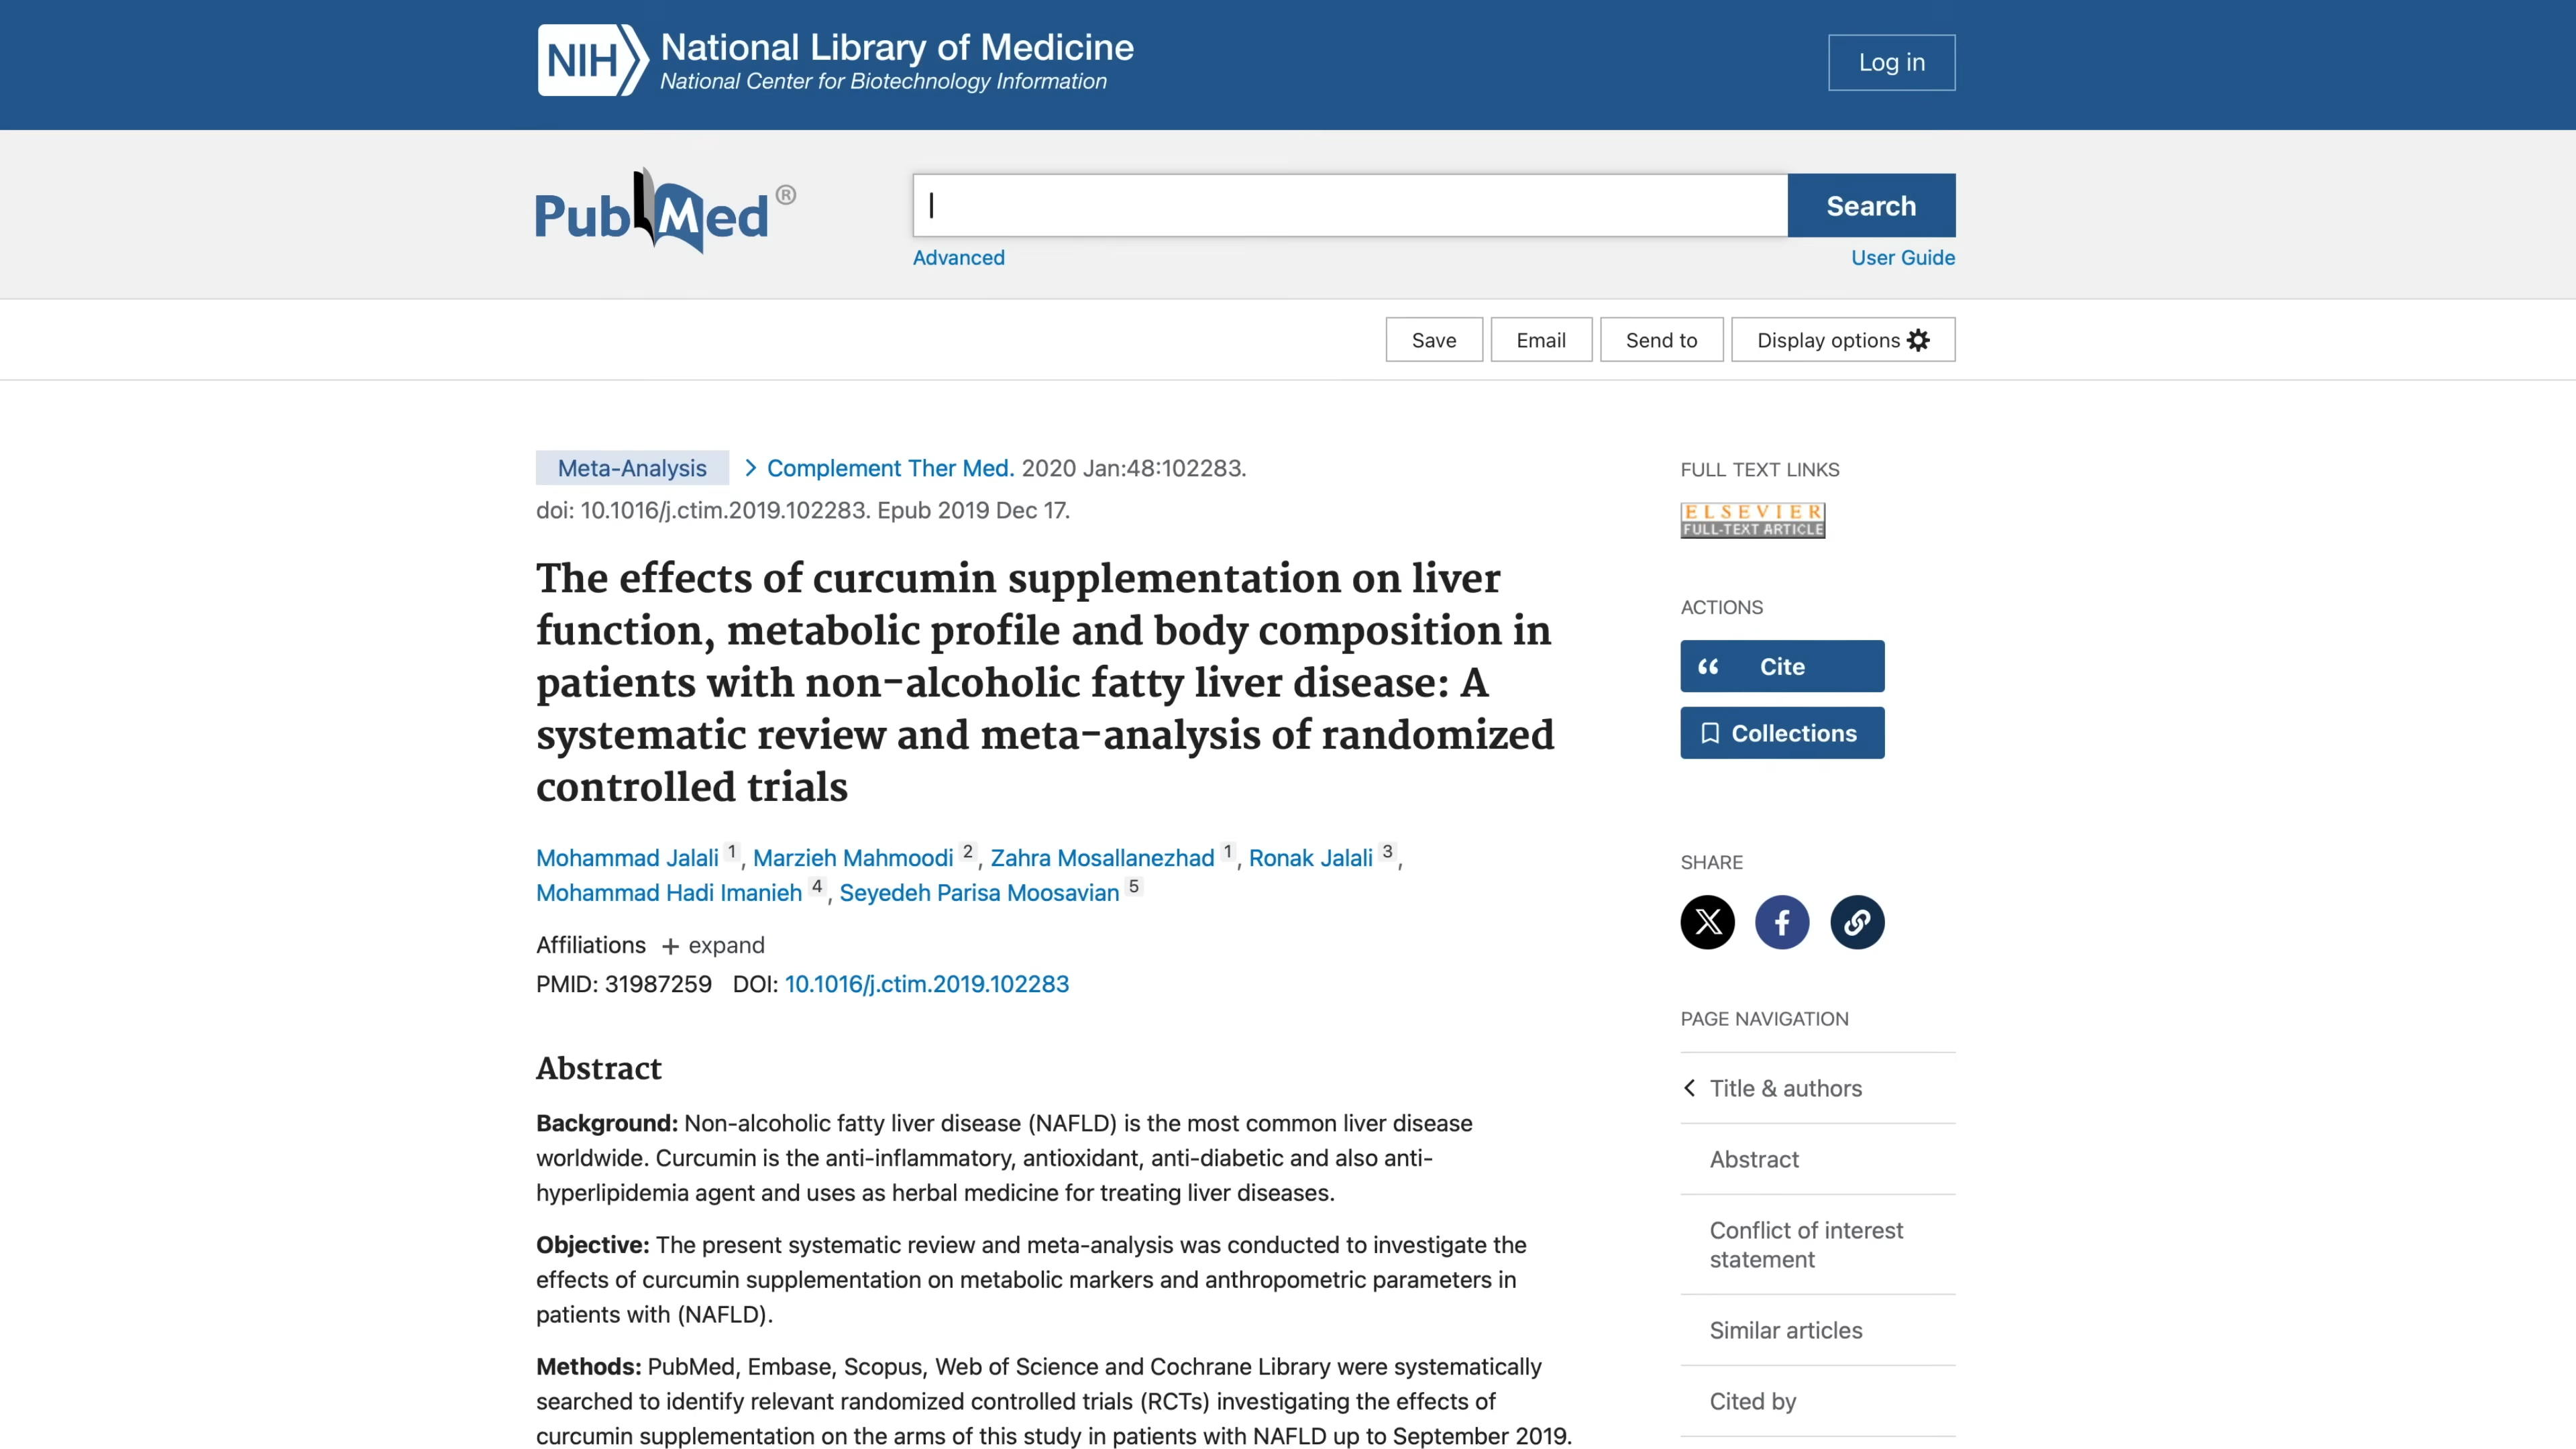 NIH National Library of Medicine
National Center for Biotechnology Information
Log in
PubMed®
Search
Advanced
User Guide
Save
Email
Send to
Display options
Meta-Analysis > Complement Ther Med. 2020 Jan:48:102283.
doi: 10.1016/j.ctim.2019.102283. Epub 2019 Dec 17.
The effects of curcumin supplementation on liver
function, metabolic profile and body composition in
patients with non-alcoholic fatty liver disease: A
systematic review and meta-analysis of randomized
controlled trials
Mohammad Jalali 1, Marzieh Mahmoodi 2, Zahra Mosallanezhad 1, Ronak Jalali 3,
Mohammad Hadi Imanieh 4, Seyedeh Parisa Moosavian 5
Affiliations + expand
PMID: 31987259 DOI: 10.1016/j.ctim.2019.102283
Abstract
Background: Non-alcoholic fatty liver disease (NAFLD) is the most common liver disease
worldwide. Curcumin is the anti-inflammatory, antioxidant, anti-diabetic and also anti-
hyperlipidemia agent and uses as herbal medicine for treating liver diseases.
Objective: The present systematic review and meta-analysis was conducted to investigate the
effects of curcumin supplementation on metabolic markers and anthropometric parameters in
patients with (NAFLD).
Methods: PubMed, Embase, Scopus, Web of Science and Cochrane Library were systematically
searched to identify relevant randomized controlled trials (RCTs) investigating the effects of
curcumin supplementation on the arms of this study in patients with NAFLD up to September 2019.
FULL TEXT LINKS
ELSEVIER
FULL-TEXT ARTICLE
ACTIONS
Cite
Collections
SHARE
PAGE NAVIGATION
Title & authors
Abstract
Conflict of interest
statement
Similar articles
Cited by